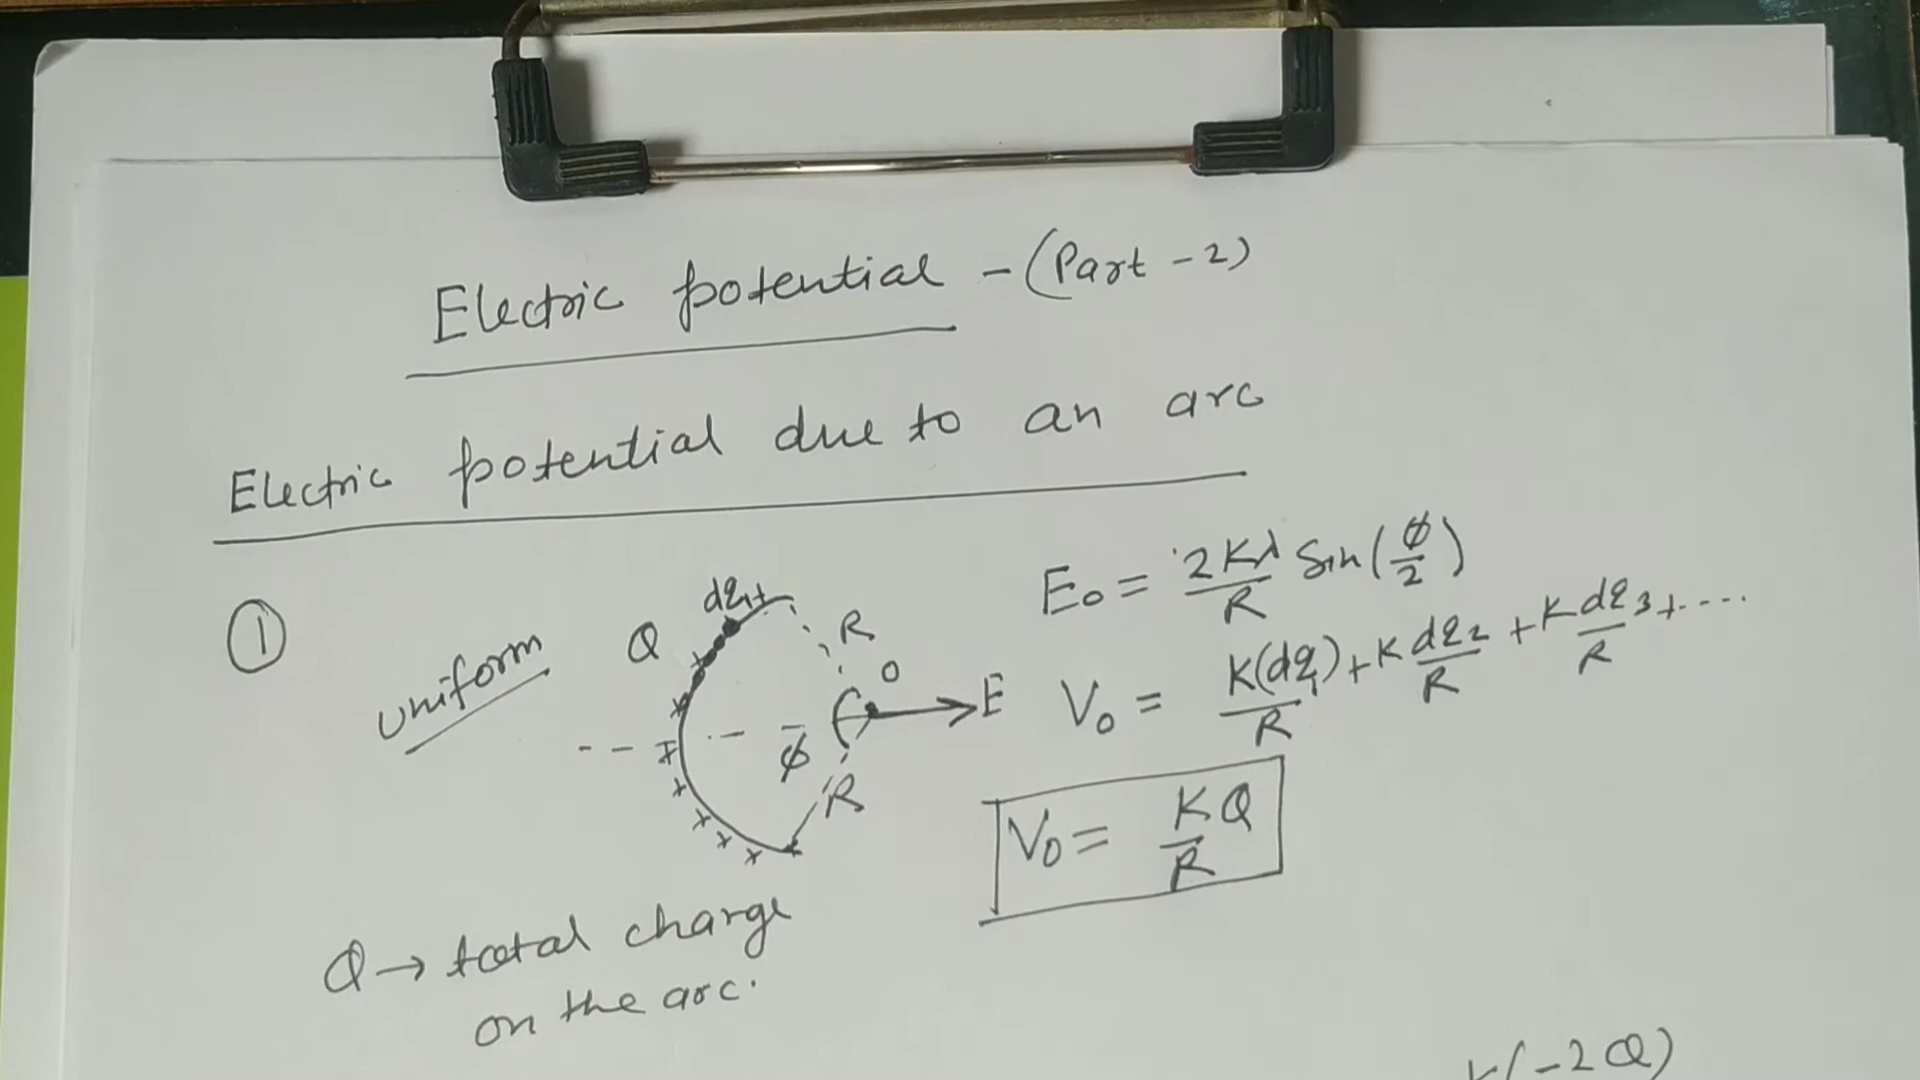 Electric potential - (Part - 2)
Electric potential due to an arc
①
uniform
Q
dq1
+
R
O
E
ϕ
R
E₀ = 2Kλ/R Sin(ϕ/2)
V₀ = K(dq₁)/R + K dq₂/R + K dq₃/R + ....
V₀ = KQ/R
Q → total charge
on the arc.
k(-2Q)